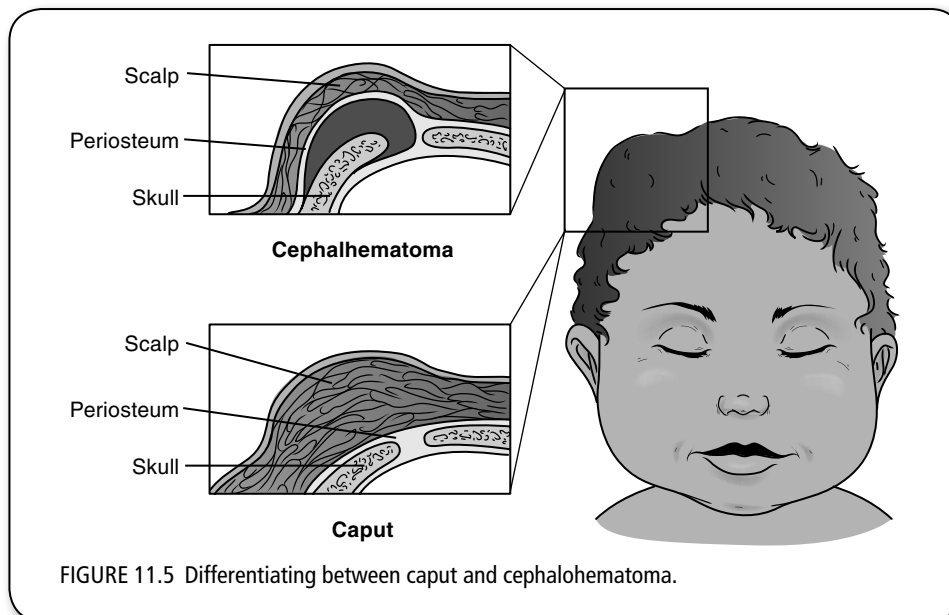 Scalp
Periosteum
Skull
Cephalhematoma
Scalp
Periosteum
Skull
Caput
FIGURE 11.5 Differentiating between caput and cephalohematoma.